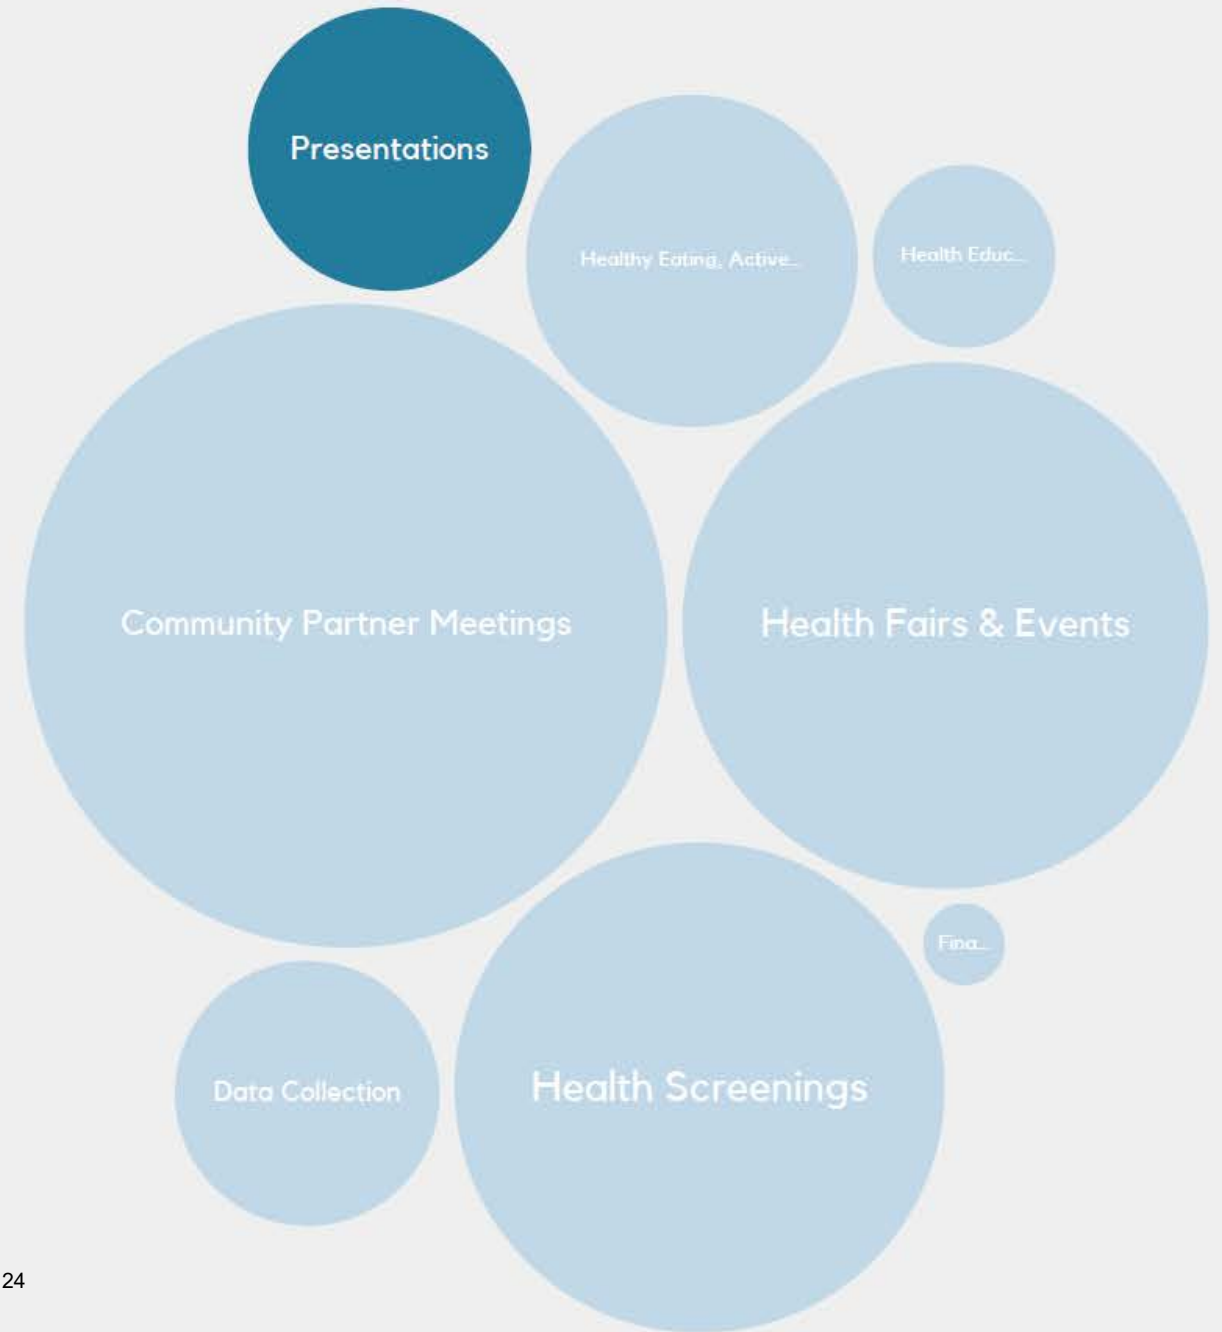 Presentations
Healthy Eating, Active...
Health Educ...
Community Partner Meetings
Health Fairs & Events
Fina...
Data Collection
Health Screenings
24